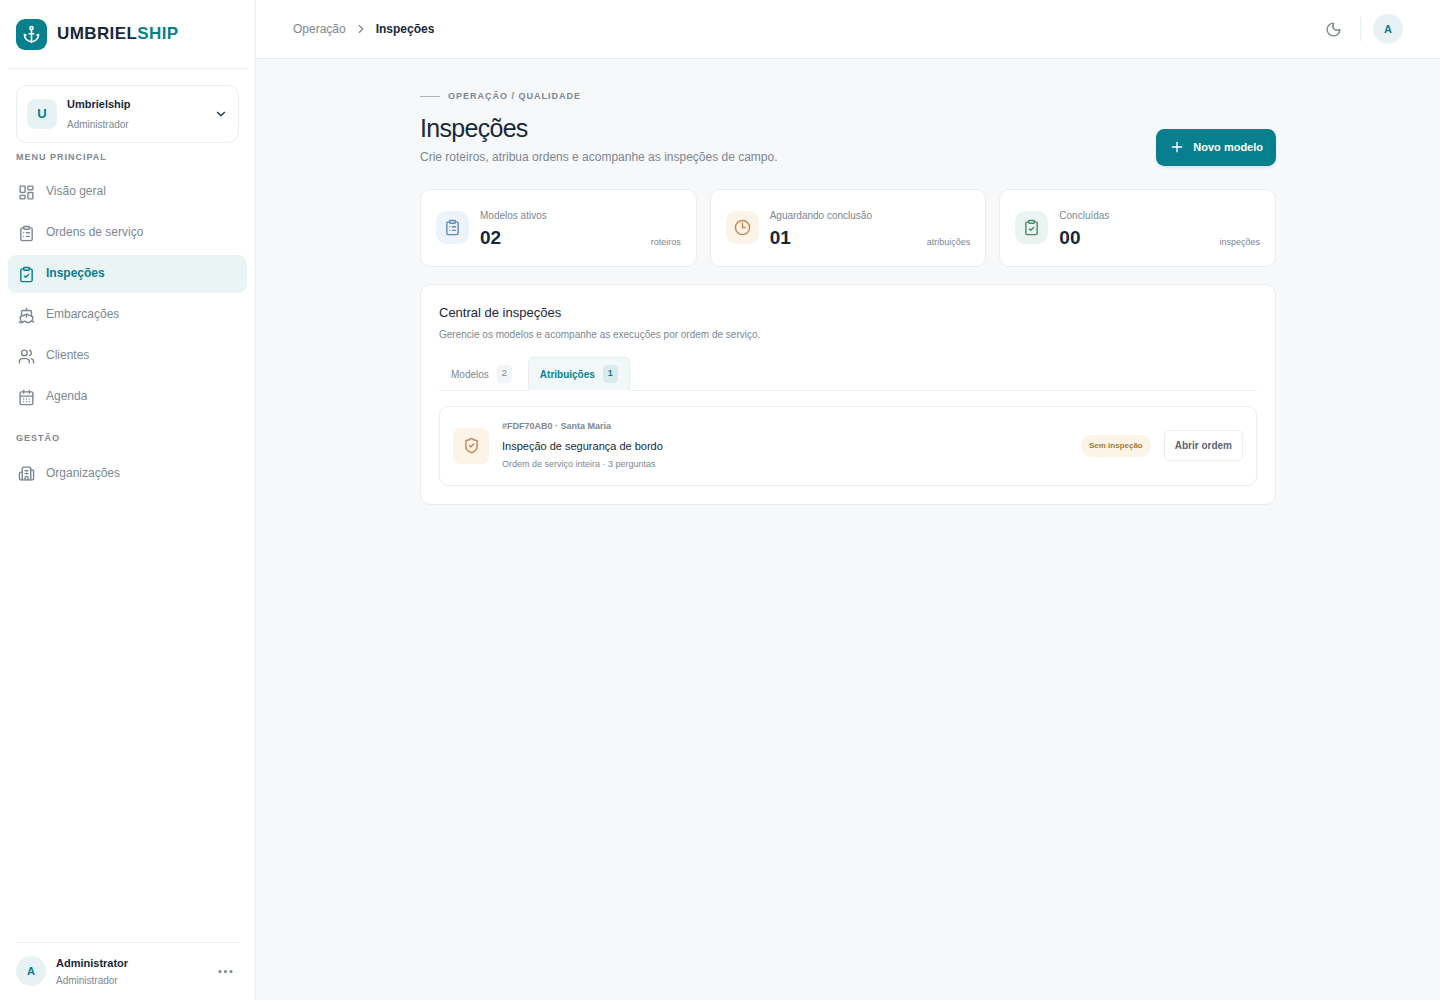 UMBRIELSHIP
U
Umbrielship
Administrador
MENU PRINCIPAL
Visão geral
Ordens de serviço
Inspeções
Embarcações
Clientes
Agenda
GESTÃO
Organizações
A
Administrator
Administrador
Operação
Inspeções
A
OPERAÇÃO / QUALIDADE
Inspeções
Crie roteiros, atribua ordens e acompanhe as inspeções de campo.
Novo modelo
Modelos ativos
02
roteiros
Aguardando conclusão
01
atribuições
Concluídas
00
inspeções
Central de inspeções
Gerencie os modelos e acompanhe as execuções por ordem de serviço.
Modelos 2
Atribuições 1
#FDF70AB0 · Santa Maria
Inspeção de segurança de bordo
Ordem de serviço inteira · 3 perguntas
Sem inspeção
Abrir ordem